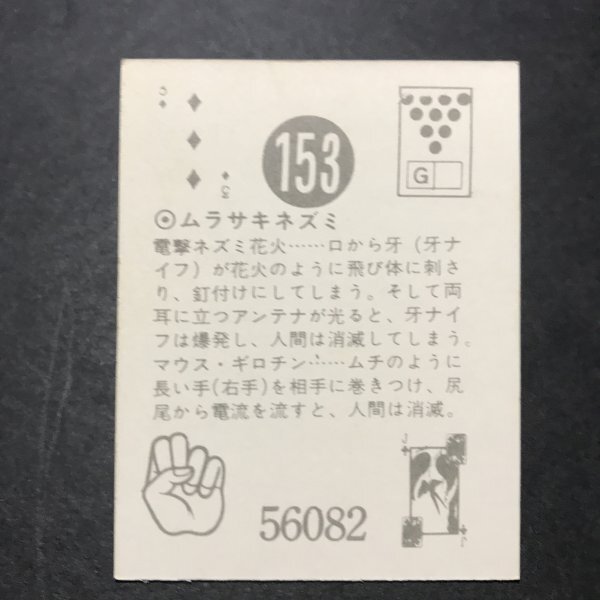 3
153
3
G
◉ムラサキネズミ
電撃ネズミ花火……口から牙（牙ナ
イフ）が花火のように飛び体に刺さ
り、釘付けにしてしまう。そして両
耳に立つアンテナが光ると、牙ナイ
フは爆発し、人間は消滅してしまう。
マウス・ギロチン……ムチのように
長い手(右手)を相手に巻きつけ、尻
尾から電流を流すと、人間は消滅。
J
56082
J